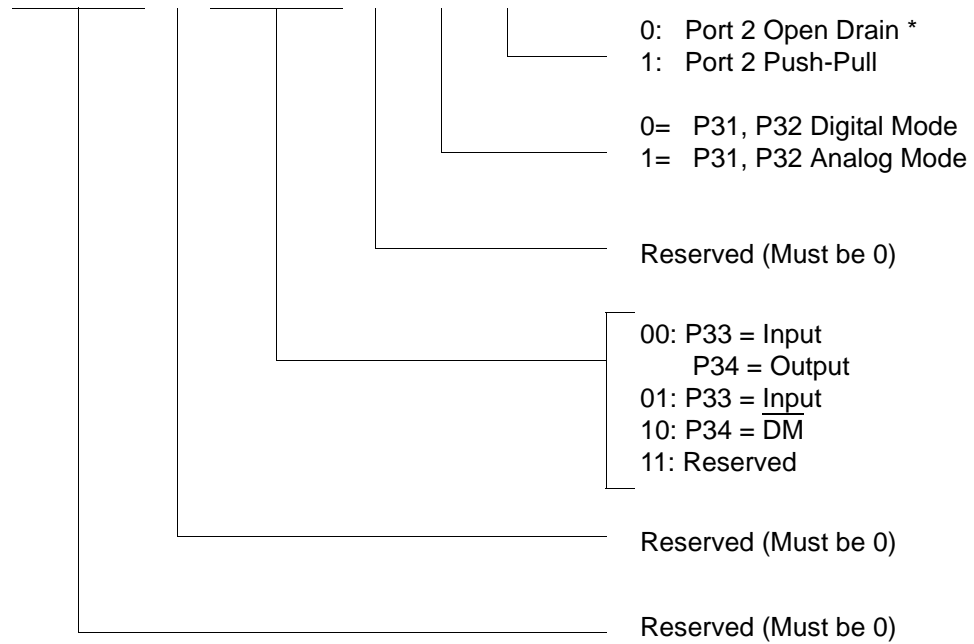 0: Port 2 Open Drain *
1: Port 2 Push-Pull
0= P31, P32 Digital Mode
1= P31, P32 Analog Mode
Reserved (Must be 0)
00: P33 = Input
P34 = Output
01: P33 = Input
10: P34 = D̅M̅
11: Reserved
Reserved (Must be 0)
Reserved (Must be 0)